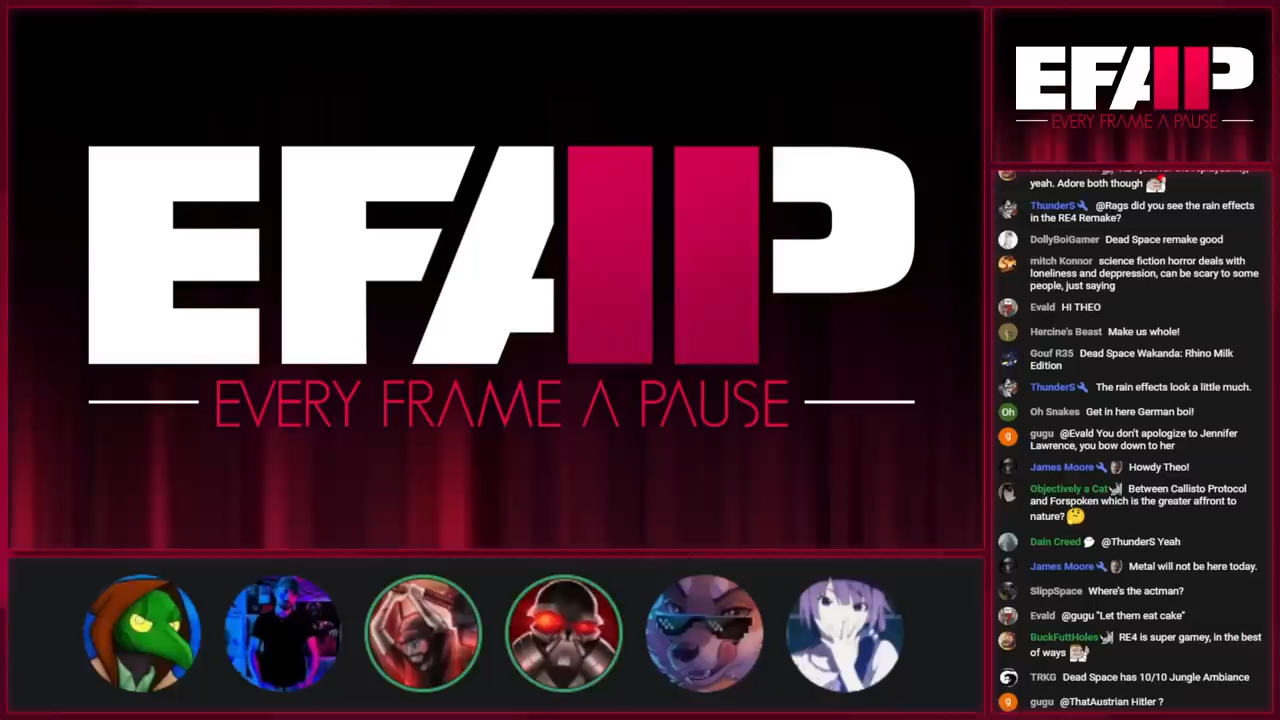 EFAP
EVERY FRAME A PAUSE
EFAP
EVERY FRAME A PAUSE
yeah. Adore both though
ThunderS @Rags did you see the rain effects
in the RE4 Remake?
DollyBoiGamer Dead Space remake good
mitch Konnor science fiction horror deals with
loneliness and deppression, can be scary to some
people, just saying
Evald HI THEO
Hercine's Beast Make us whole!
Gouf R35 Dead Space Wakanda: Rhino Milk
Edition
ThunderS The rain effects look a little much.
Oh Oh Snakes Get in here German boi!
g gugu @Evald You don't apologize to Jennifer
Lawrence, you bow down to her
James Moore Howdy Theo!
Objectively a Cat Between Callisto Protocol
and Forspoken which is the greater affront to
nature?
Dain Creed @ThunderS Yeah
James Moore Metal will not be here today.
SlippSpace Where's the actman?
Evald @gugu "Let them eat cake"
BuckFuttHoles RE4 is super gamey, in the best
of ways
TRKG Dead Space has 10/10 Jungle Ambiance
g gugu @ThatAustrian Hitler ?